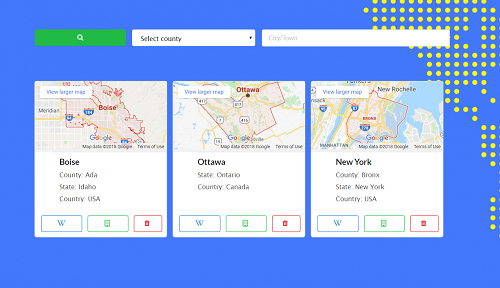 Select county
City/Town
View larger map
Boise
Meridian
Google
Map data ©2018 Google Terms of Use
Boise
County: Ada
State: Idaho
Country: USA
W
View larger map
Ottawa
417
416
Google
Map data ©2018 Google Terms of Use
Ottawa
State: Ontario
Country: Canada
W
View larger map
New Rochelle
BRONX
MANHATTAN
Google
Map data ©2018 Google Terms of Use
New York
County: Bronx
State: New York
Country: USA
W